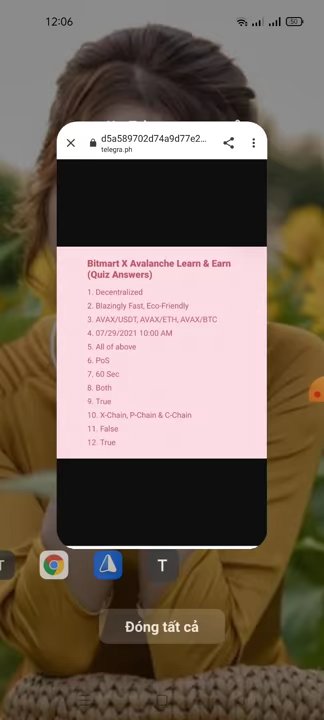 12:06
50
d5a589702d74a9d77e2...
telegra.ph
Bitmart X Avalanche Learn & Earn
(Quiz Answers)
1. Decentralized
2. Blazingly Fast, Eco-Friendly
3. AVAX/USDT, AVAX/ETH, AVAX/BTC
4. 07/29/2021 10:00 AM
5. All of above
6. PoS
7. 60 Sec
8. Both
9. True
10. X-Chain, P-Chain & C-Chain
11. False
12. True
T
T
Đóng tất cả